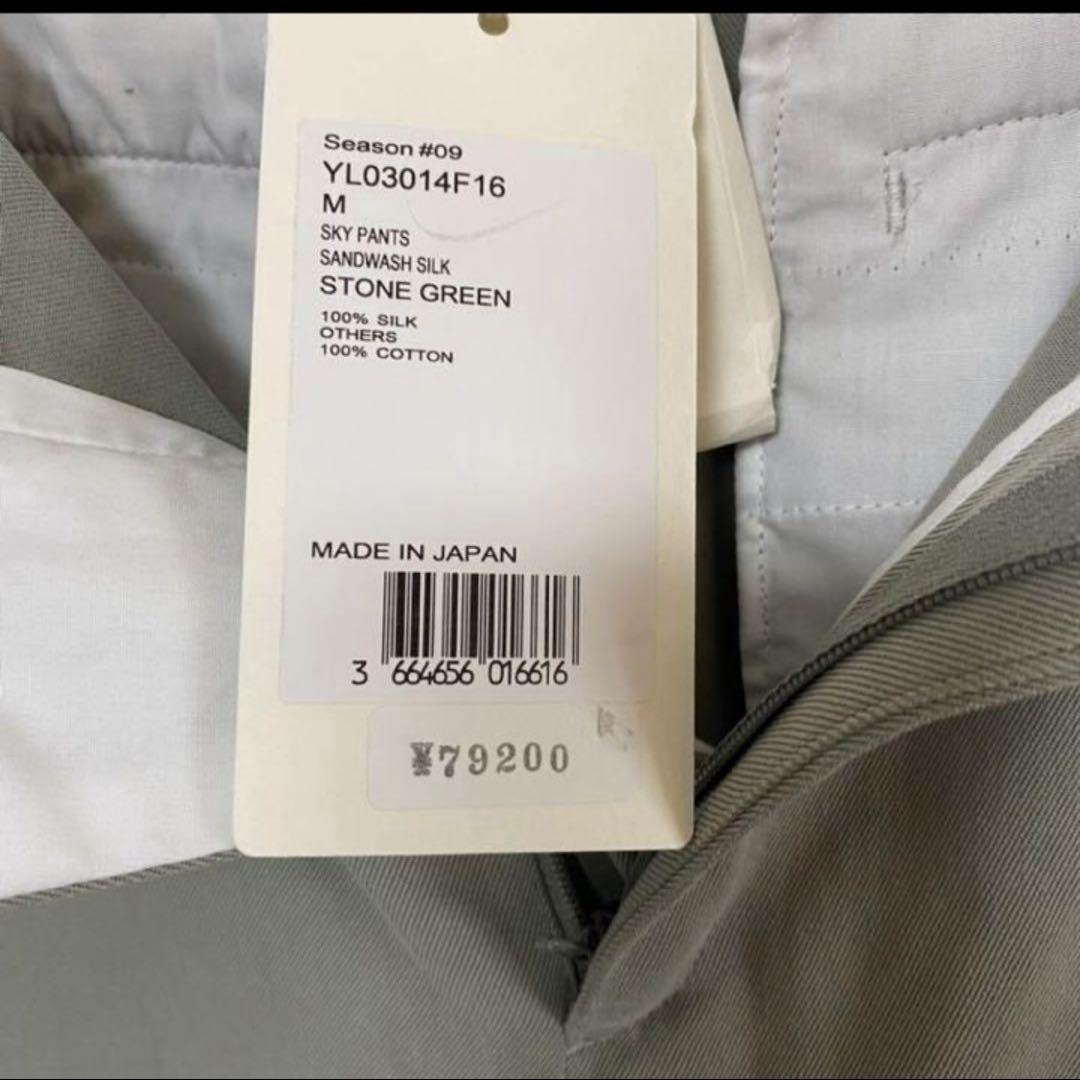 Season #09
YL03014F16
M
SKY PANTS
SANDWASH SILK
STONE GREEN
100% SILK
OTHERS
100% COTTON
MADE IN JAPAN
3 664656 016616
¥79200